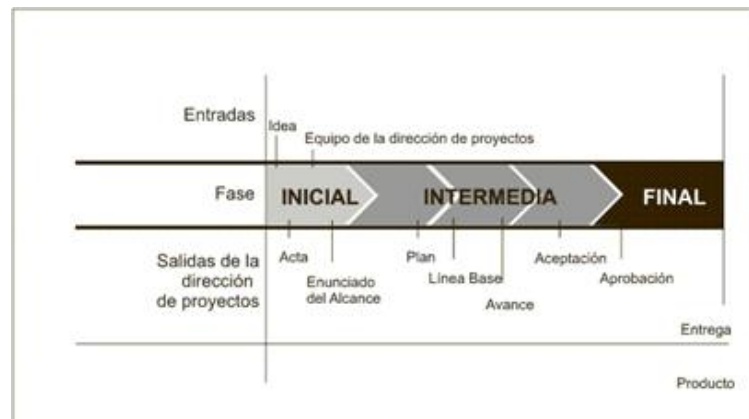 Entradas
Idea
Equipo de la dirección de proyectos
Fase
INICIAL
INTERMEDIA
FINAL
Salidas de la
dirección
de proyectos
Acta
Enunciado
del Alcance
Plan
Línea Base
Avance
Aceptación
Aprobación
Entrega
Producto